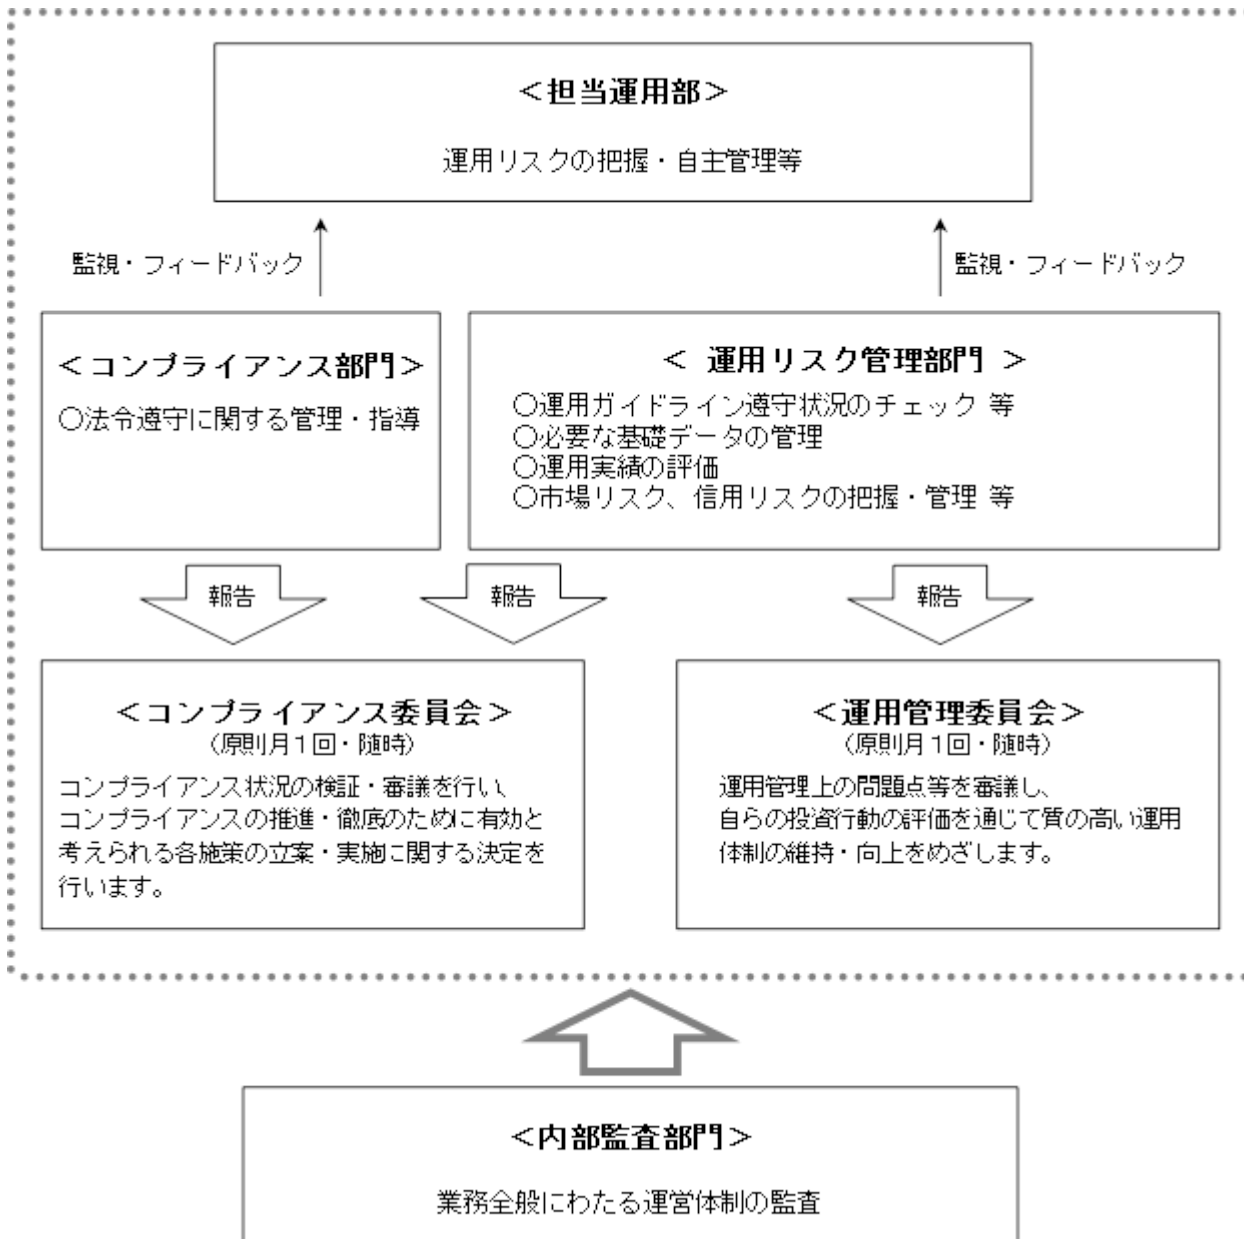 ＜担当運用部＞
運用リスクの把握・自主管理等
監視・フィードバック
監視・フィードバック
＜コンプライアンス部門＞
〇法令遵守に関する管理・指導
＜ 運用リスク管理部門 ＞
〇運用ガイドライン遵守状況のチェック 等
〇必要な基礎データの管理
〇運用実績の評価
〇市場リスク、信用リスクの把握・管理 等
報告
報告
報告
＜コンプライアンス委員会＞
（原則月１回・随時）
コンプライアンス状況の検証・審議を行い、
コンプライアンスの推進・徹底のために有効と
考えられる各施策の立案・実施に関する決定を
行います。
＜運用管理委員会＞
（原則月１回・随時）
運用管理上の問題点等を審議し、
自らの投資行動の評価を通じて質の高い運用
体制の維持・向上をめざします。
＜内部監査部門＞
業務全般にわたる運営体制の監査